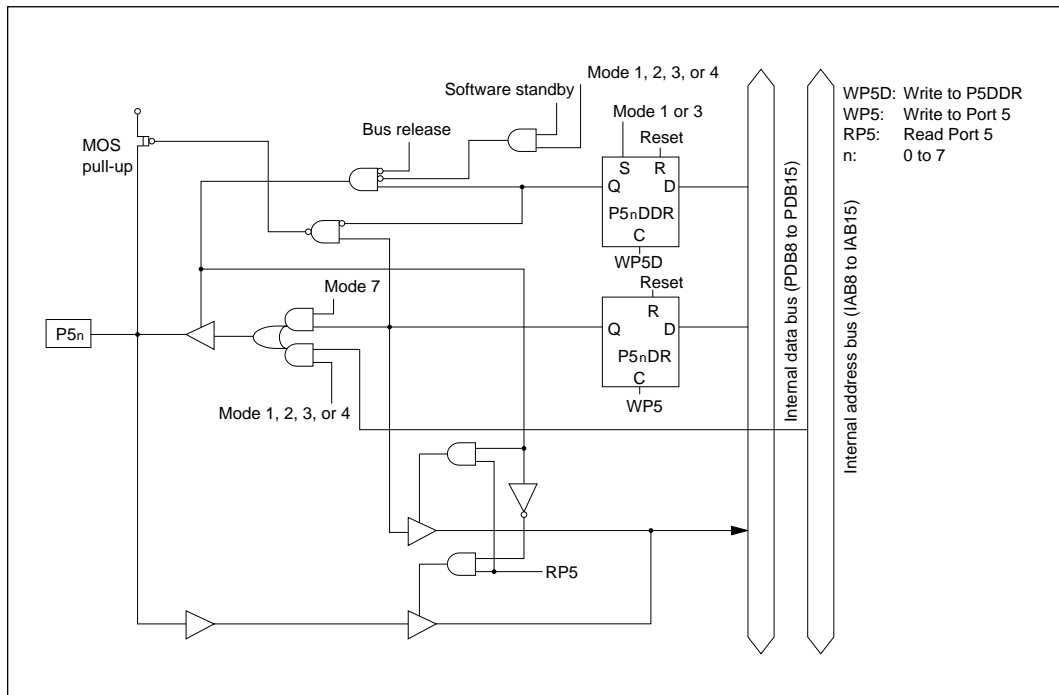 Mode 1, 2, 3, or 4
Software standby
Mode 1 or 3
Bus release
Reset
MOS
pull-up
S
R
Q
D
P5nDDR
C
WP5D
Mode 7
Reset
R
P5n
Q
D
P5nDR
C
WP5
Mode 1, 2, 3, or 4
RP5
Internal data bus (PDB8 to PDB15)
Internal address bus (IAB8 to IAB15)
WP5D: Write to P5DDR
WP5: Write to Port 5
RP5: Read Port 5
n: 0 to 7